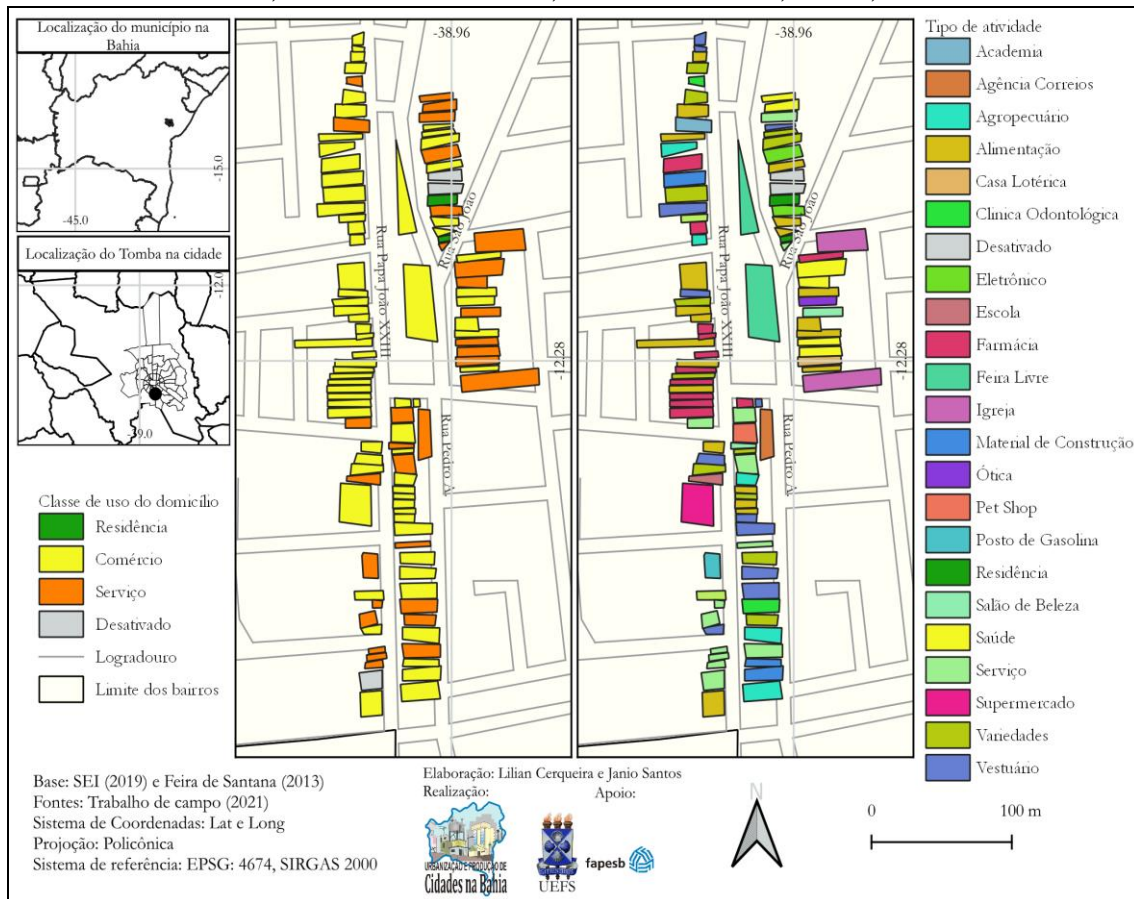 Localização do município na
Bahia
-15.0
-45.0
Localização do Tomba na cidade
-12.0
-39.0
Classe de uso do domicílio
Residência
Comércio
Serviço
Desativado
Logradouro
Limite dos bairros
-38.96
Rua São João
Rua Papa João XXIII
Rua Pedro A
-38.96
Rua São João
Rua Papa João XXIII
-12.28
Rua Pedro A
Tipo de atividade
Academia
Agência Correios
Agropecuário
Alimentação
Casa Lotérica
Clinica Odontológica
Desativado
Eletrônico
Escola
Farmácia
Feira Livre
Igreja
Material de Construção
Ótica
Pet Shop
Posto de Gasolina
Residência
Salão de Beleza
Saúde
Serviço
Supermercado
Variedades
Vestuário
Base: SEI (2019) e Feira de Santana (2013)
Fontes: Trabalho de campo (2021)
Sistema de Coordenadas: Lat e Long
Projoção: Policônica
Sistema de referência: EPSG: 4674, SIRGAS 2000
Elaboração: Lilian Cerqueira e Janio Santos
Realização:
Apoio:
URBANIZAÇÃO E PRODUÇÃO DE
Cidades na Bahia
UEFS
fapesb
N
0
100 m